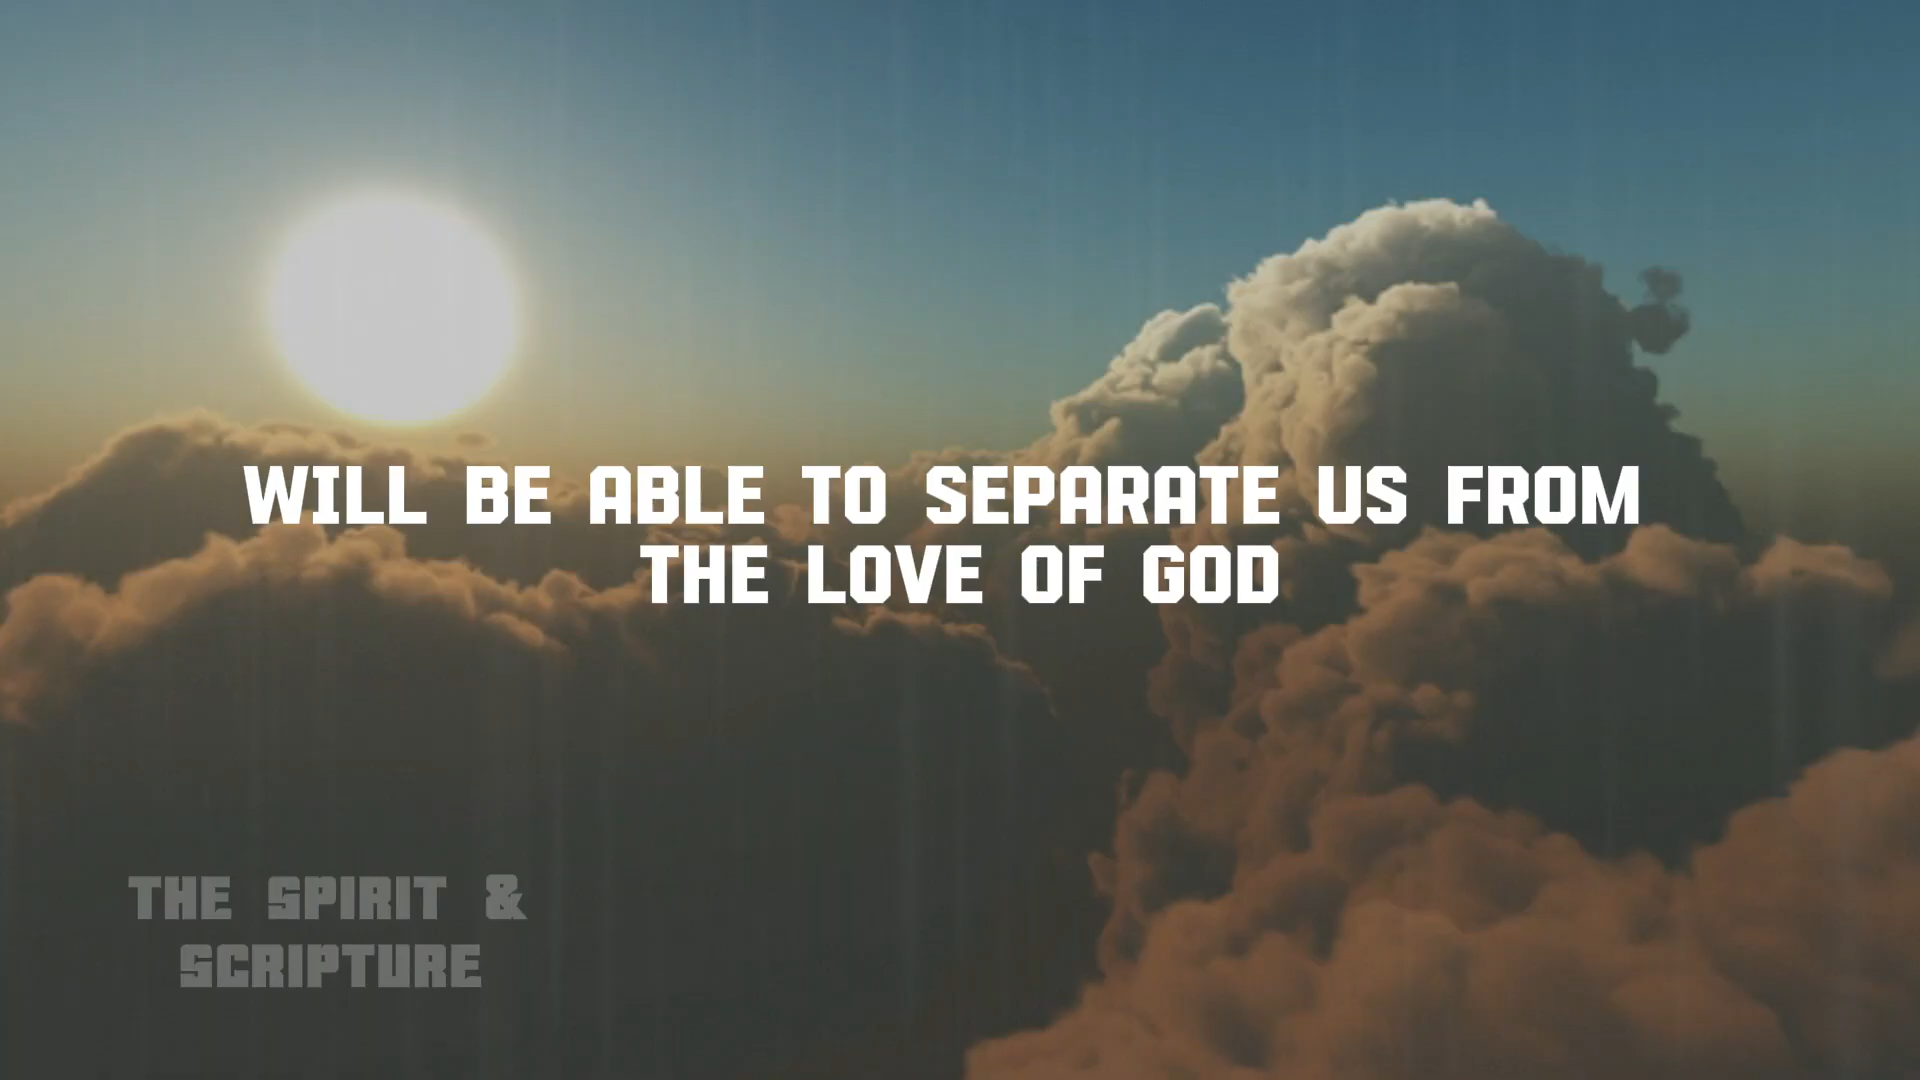 WILL BE ABLE TO SEPARATE US FROM
THE LOVE OF GOD
THE SPIRIT &
SCRIPTURE